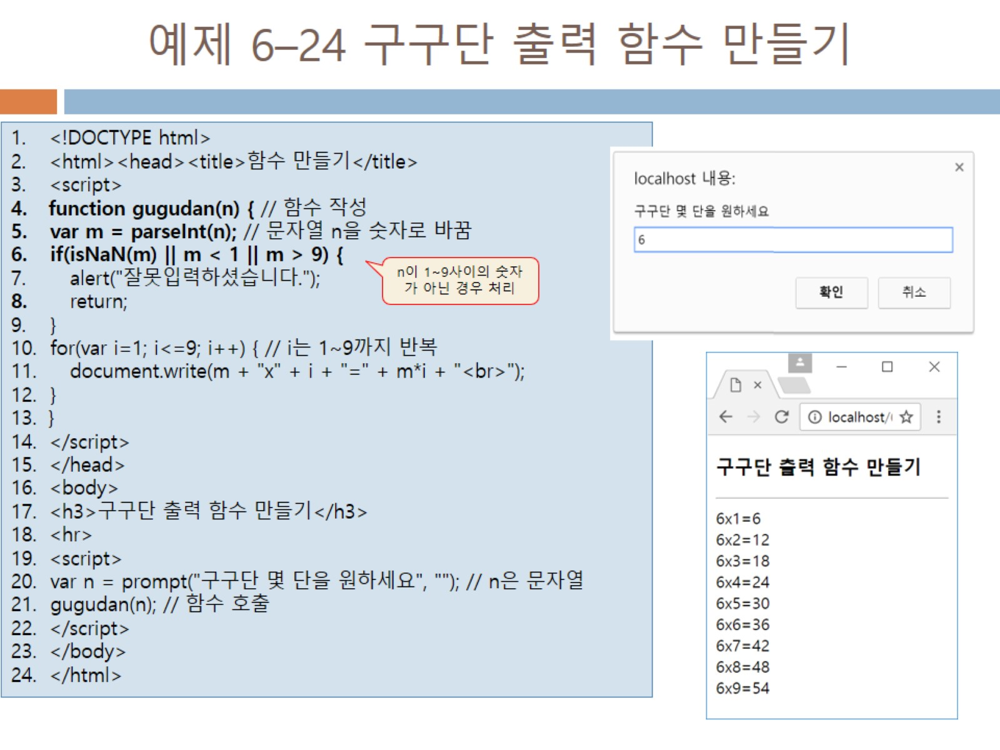 예제 6–24 구구단 출력 함수 만들기
1. <!DOCTYPE html>
2. <html><head><title>함수 만들기</title>
3. <script>
4. function gugudan(n) { // 함수 작성
5. var m = parseInt(n); // 문자열 n을 숫자로 바꿈
6. if(isNaN(m) || m < 1 || m > 9) {
7. alert("잘못입력하셨습니다.");
8. return;
9. }
10. for(var i=1; i<=9; i++) { // i는 1~9까지 반복
11. document.write(m + "x" + i + "=" + m*i + "<br>");
12. }
13. }
14. </script>
15. </head>
16. <body>
17. <h3>구구단 출력 함수 만들기</h3>
18. <hr>
19. <script>
20. var n = prompt("구구단 몇 단을 원하세요", ""); // n은 문자열
21. gugudan(n); // 함수 호출
22. </script>
23. </body>
24. </html>
n이 1~9사이의 숫자
가 아닌 경우 처리
localhost 내용:
구구단 몇 단을 원하세요
6
확인 취소
localhost/
구구단 출력 함수 만들기
6x1=6
6x2=12
6x3=18
6x4=24
6x5=30
6x6=36
6x7=42
6x8=48
6x9=54